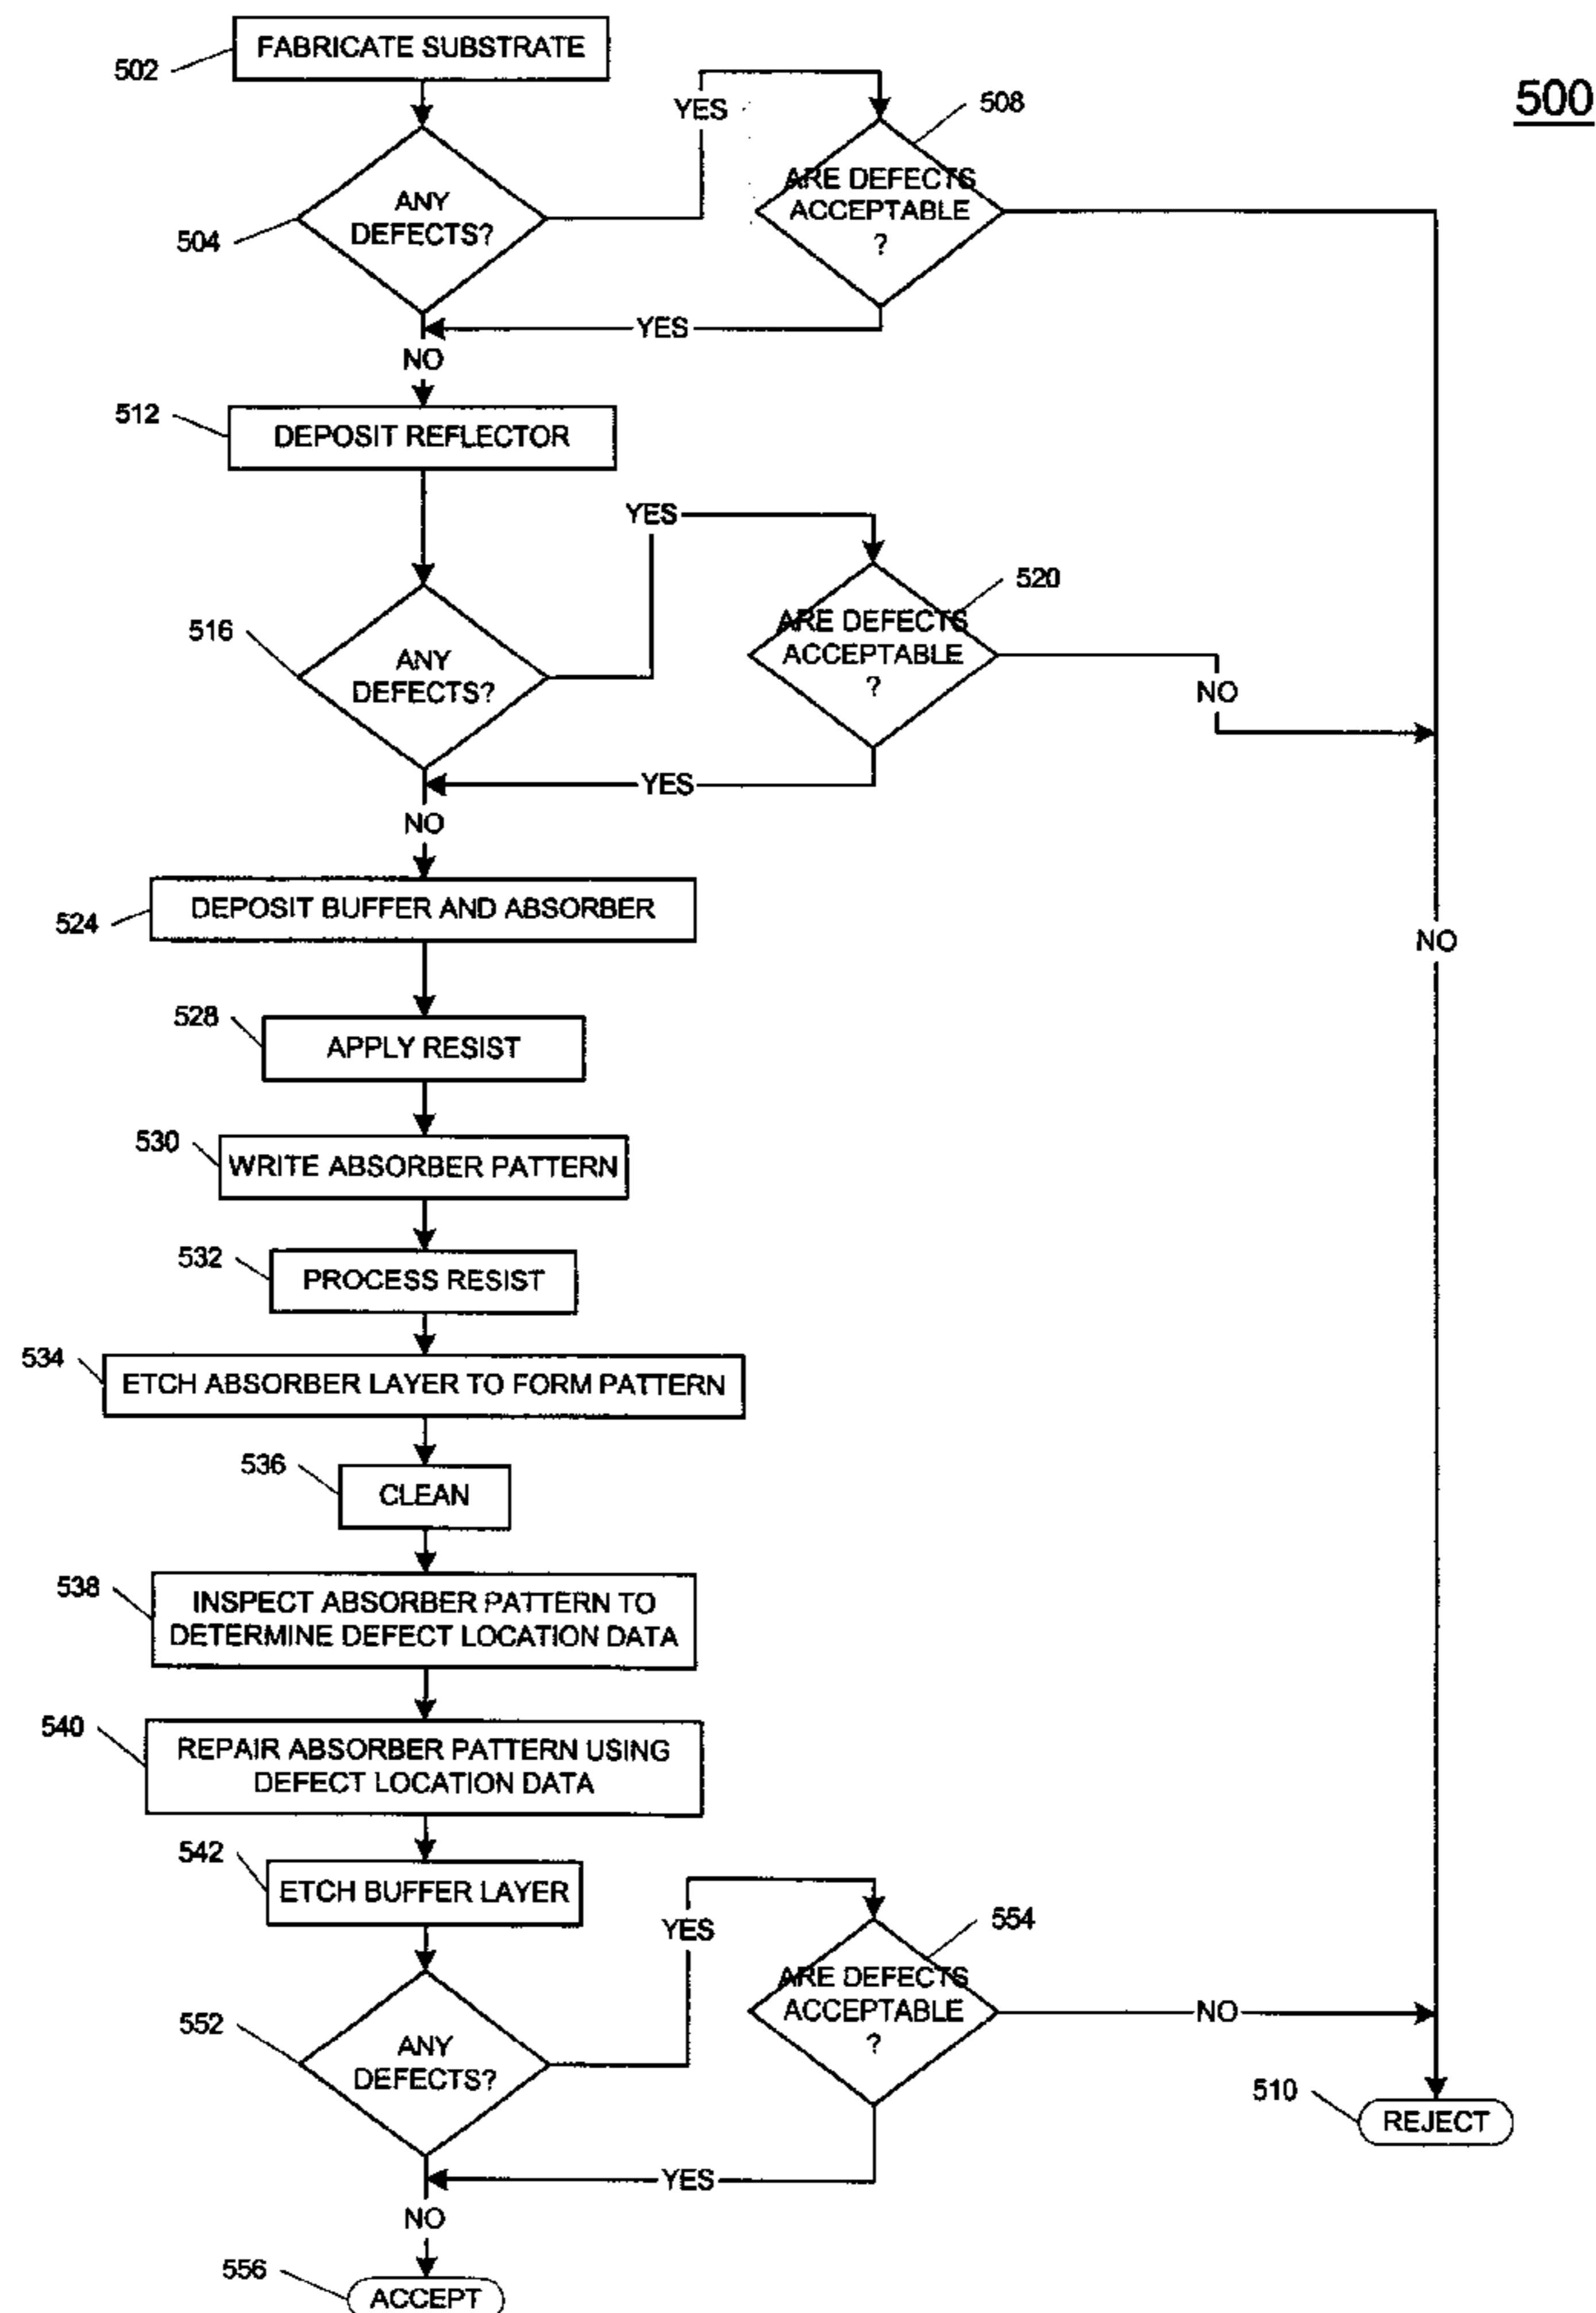 500
FABRICATE SUBSTRATE
502
YES
508
ANY
DEFECTS?
504
ARE DEFECTS
ACCEPTABLE
?
YES
NO
512
DEPOSIT REFLECTOR
YES
520
516
ANY
DEFECTS?
ARE DEFECTS
ACCEPTABLE
?
NO
YES
NO
524
DEPOSIT BUFFER AND ABSORBER
NO
528
APPLY RESIST
530
WRITE ABSORBER PATTERN
532
PROCESS RESIST
534
ETCH ABSORBER LAYER TO FORM PATTERN
536
CLEAN
538
INSPECT ABSORBER PATTERN TO
DETERMINE DEFECT LOCATION DATA
540
REPAIR ABSORBER PATTERN USING
DEFECT LOCATION DATA
542
ETCH BUFFER LAYER
YES
554
552
ANY
DEFECTS?
ARE DEFECTS
ACCEPTABLE
?
NO
510
REJECT
YES
NO
556
ACCEPT